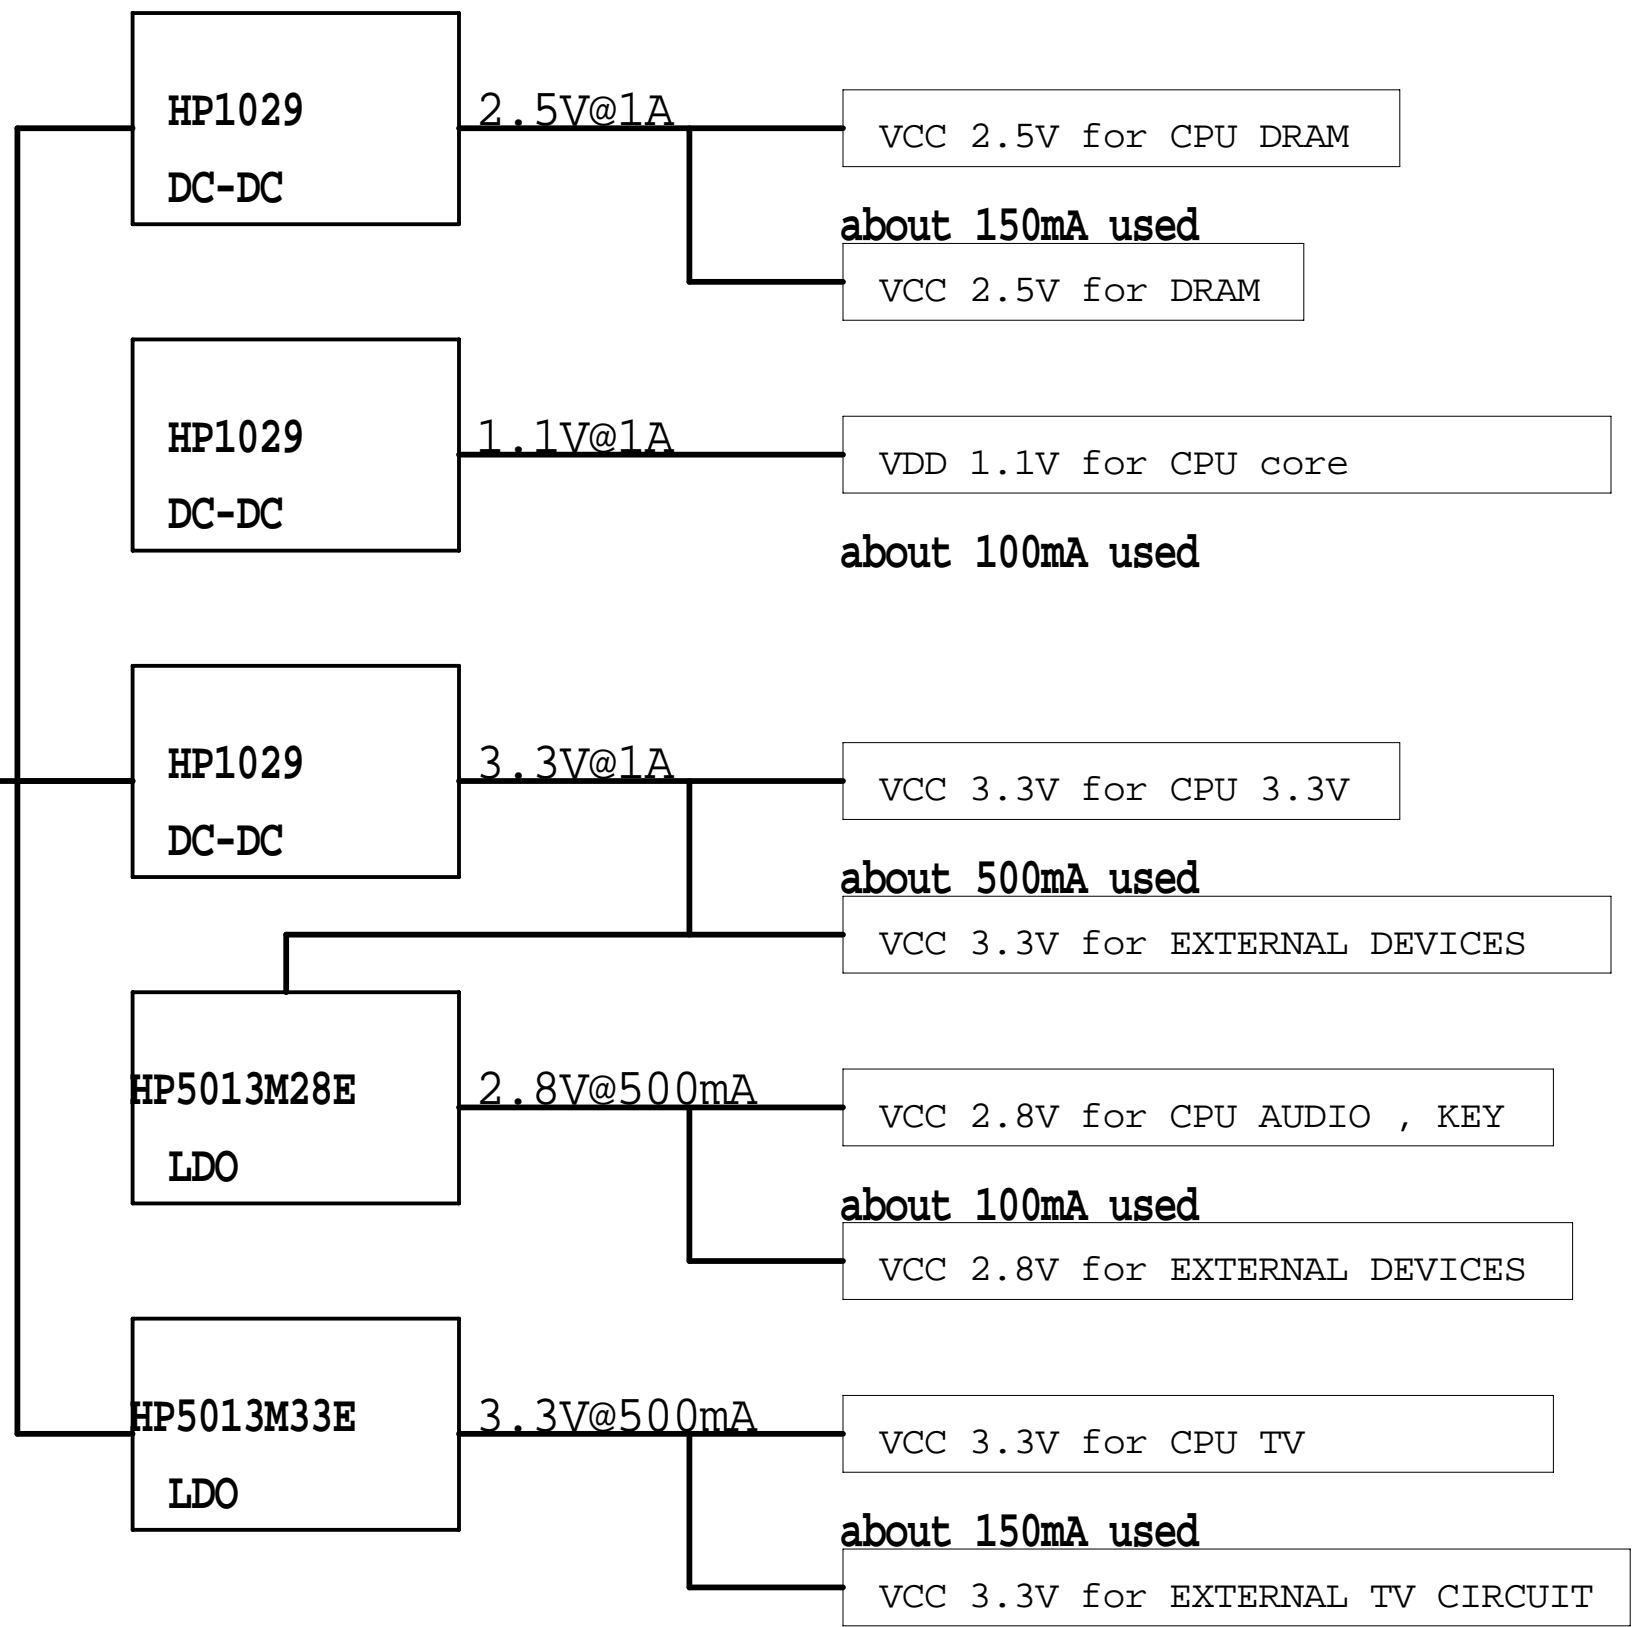 HP1029
DC-DC
2.5V@1A
VCC 2.5V for CPU DRAM
about 150mA used
VCC 2.5V for DRAM
HP1029
DC-DC
1.1V@1A
VDD 1.1V for CPU core
about 100mA used
HP1029
DC-DC
3.3V@1A
VCC 3.3V for CPU 3.3V
about 500mA used
VCC 3.3V for EXTERNAL DEVICES
HP5013M28E
LDO
2.8V@500mA
VCC 2.8V for CPU AUDIO , KEY
about 100mA used
VCC 2.8V for EXTERNAL DEVICES
HP5013M33E
LDO
3.3V@500mA
VCC 3.3V for CPU TV
about 150mA used
VCC 3.3V for EXTERNAL TV CIRCUIT